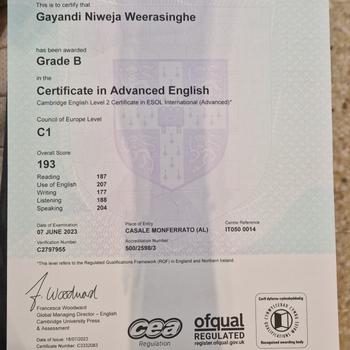 This is to certify that
Gayandi Niweja Weerasinghe
has been awarded
Grade B
in the
Certificate in Advanced English
Cambridge English Level 2 Certificate in ESOL International (Advanced)*
Council of Europe Level
C1
Overall Score
193
Reading 187
Use of English 207
Writing 177
Listening 188
Speaking 204
Date of Examination Place of Entry Centre Reference
07 JUNE 2023 CASALE MONFERRATO (AL) IT050 0014
Verification Number Accreditation Number
C2797955 500/2598/3
*This level refers to the Regulated Qualifications Framework (RQF) in England and Northern Ireland.
F. Woodward
Francesca Woodward
Global Managing Director – English
Cambridge University Press
& Assessment
Date of Issue: 18/07/2023
Certificate Number: C3332083
cea
Regulation
ofqual
REGULATED
register.ofqual.gov.uk
Corff dyfarnu cydnabyddedig
Recognised awarding body